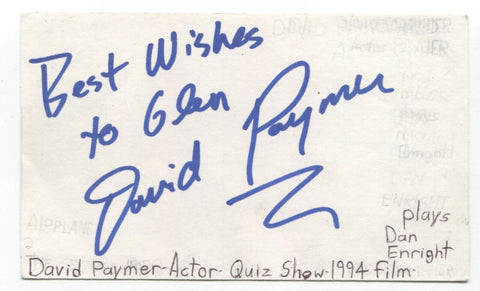 Best Wishes
to Glen
David Paymer
plays
Dan
Enright
David Paymer-Actor-Quiz Show-1994 film-